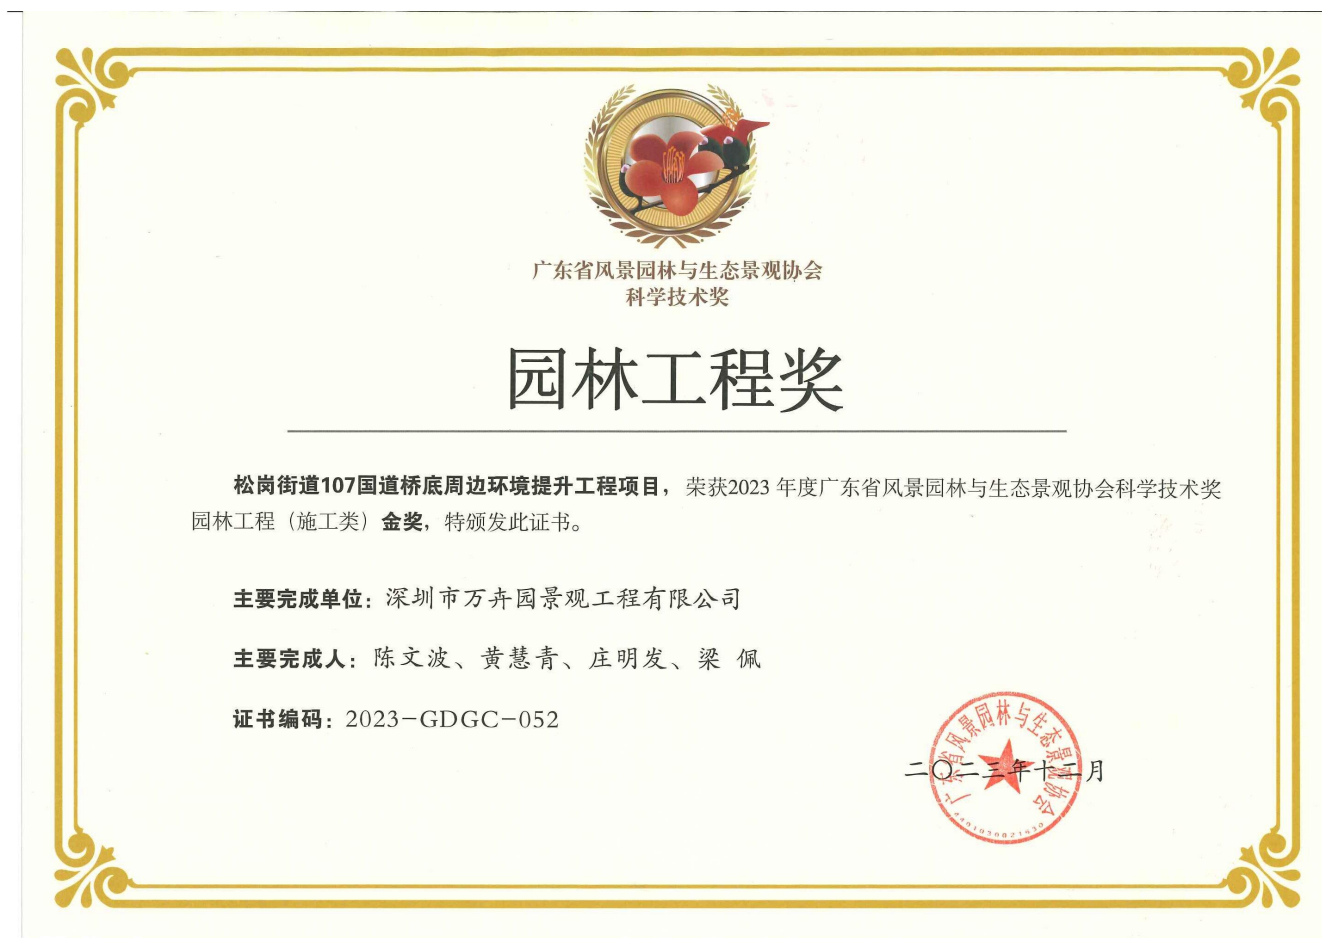 广东省风景园林与生态景观协会
科学技术奖
园林工程奖
松岗街道107国道桥底周边环境提升工程项目，荣获2023 年度广东省风景园林与生态景观协会科学技术奖
园林工程（施工类）金奖，特颁发此证书。
主要完成单位：深圳市万卉园景观工程有限公司
主要完成人：陈文波、黄慧青、庄明发、梁 佩
证书编码：2023-GDGC-052
广东省风景园林与生态景观协会
二〇二三年十二月